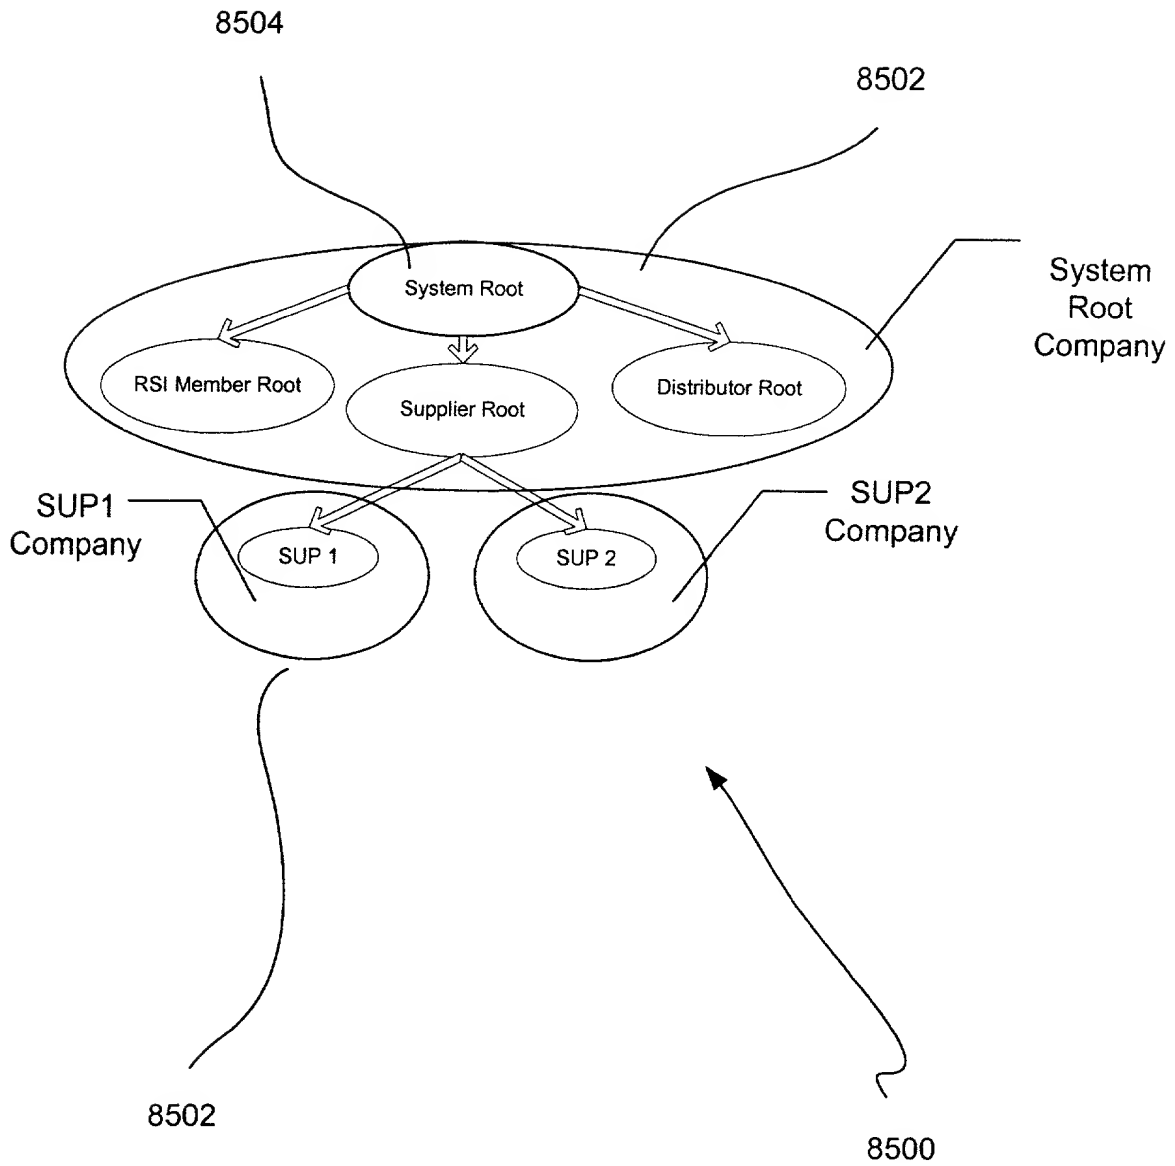 8504
8502
System Root
System
Root
Company
RSI Member Root
Supplier Root
Distributor Root
SUP1
Company
SUP2
Company
SUP 1
SUP 2
8502
8500